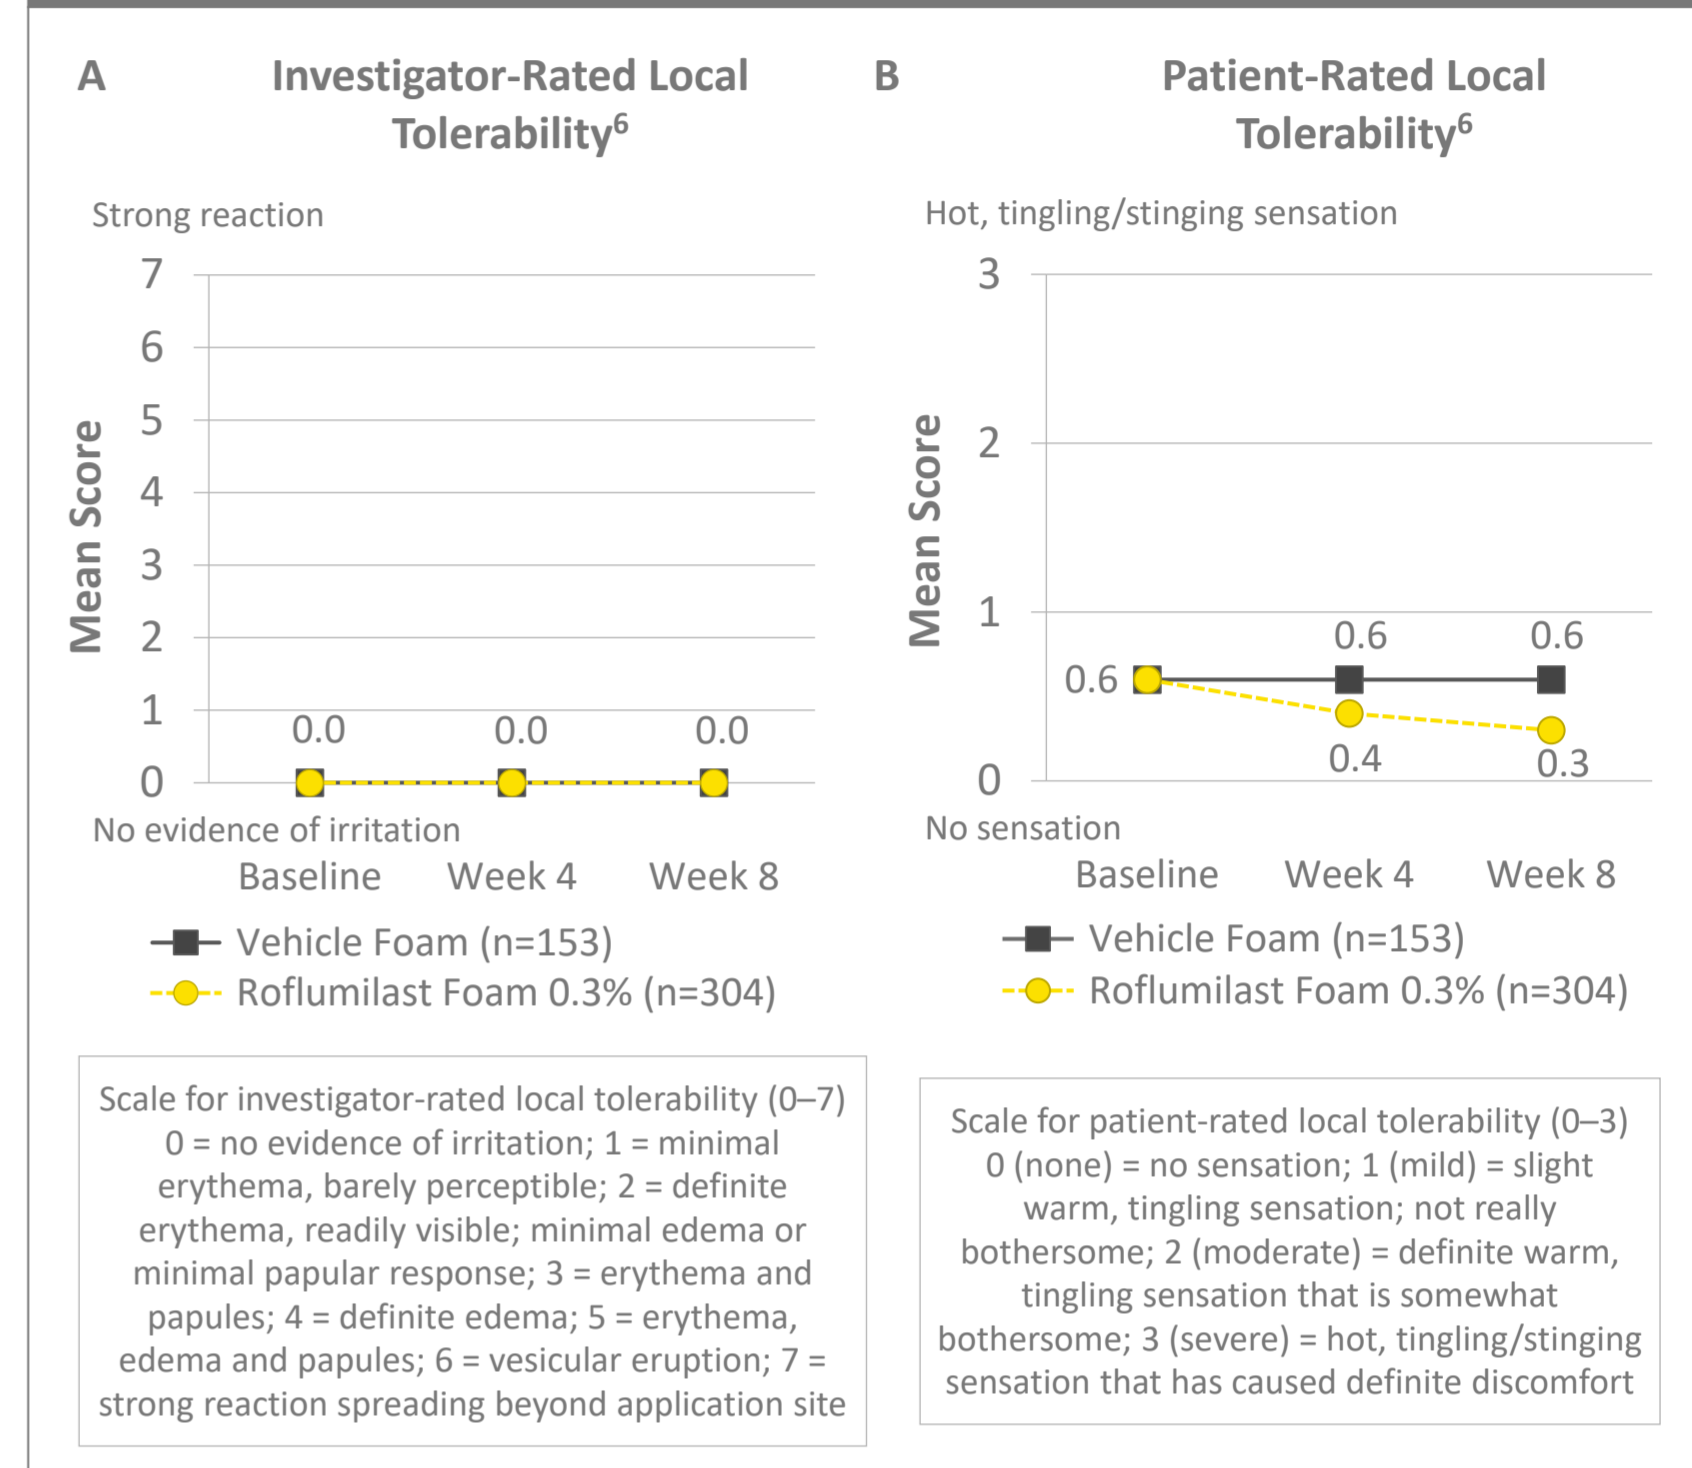 A
Investigator-Rated Local
Tolerability⁶
Strong reaction
7
6
5
4
3
2
1
0
Mean Score
0.0
0.0
0.0
No evidence of irritation
Baseline Week 4 Week 8
Vehicle Foam (n=153)
Roflumilast Foam 0.3% (n=304)
Scale for investigator-rated local tolerability (0–7)
0 = no evidence of irritation; 1 = minimal
erythema, barely perceptible; 2 = definite
erythema, readily visible; minimal edema or
minimal papular response; 3 = erythema and
papules; 4 = definite edema; 5 = erythema,
edema and papules; 6 = vesicular eruption; 7 =
strong reaction spreading beyond application site
B
Patient-Rated Local
Tolerability⁶
Hot, tingling/stinging sensation
3
2
1
0
Mean Score
0.6
0.6
0.6
0.4
0.3
No sensation
Baseline Week 4 Week 8
Vehicle Foam (n=153)
Roflumilast Foam 0.3% (n=304)
Scale for patient-rated local tolerability (0–3)
0 (none) = no sensation; 1 (mild) = slight
warm, tingling sensation; not really
bothersome; 2 (moderate) = definite warm,
tingling sensation that is somewhat
bothersome; 3 (severe) = hot, tingling/stinging
sensation that has caused definite discomfort